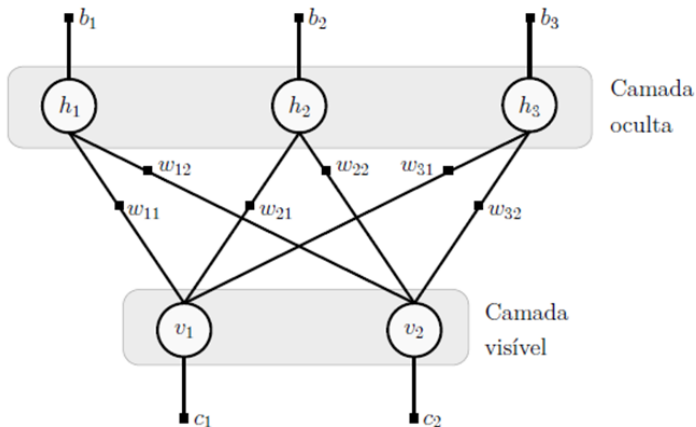 b1 b2 b3
h1 h2 h3
Camada
oculta
w12 w22 w31
w11 w21 w32
v1 v2
Camada
visível
c1 c2